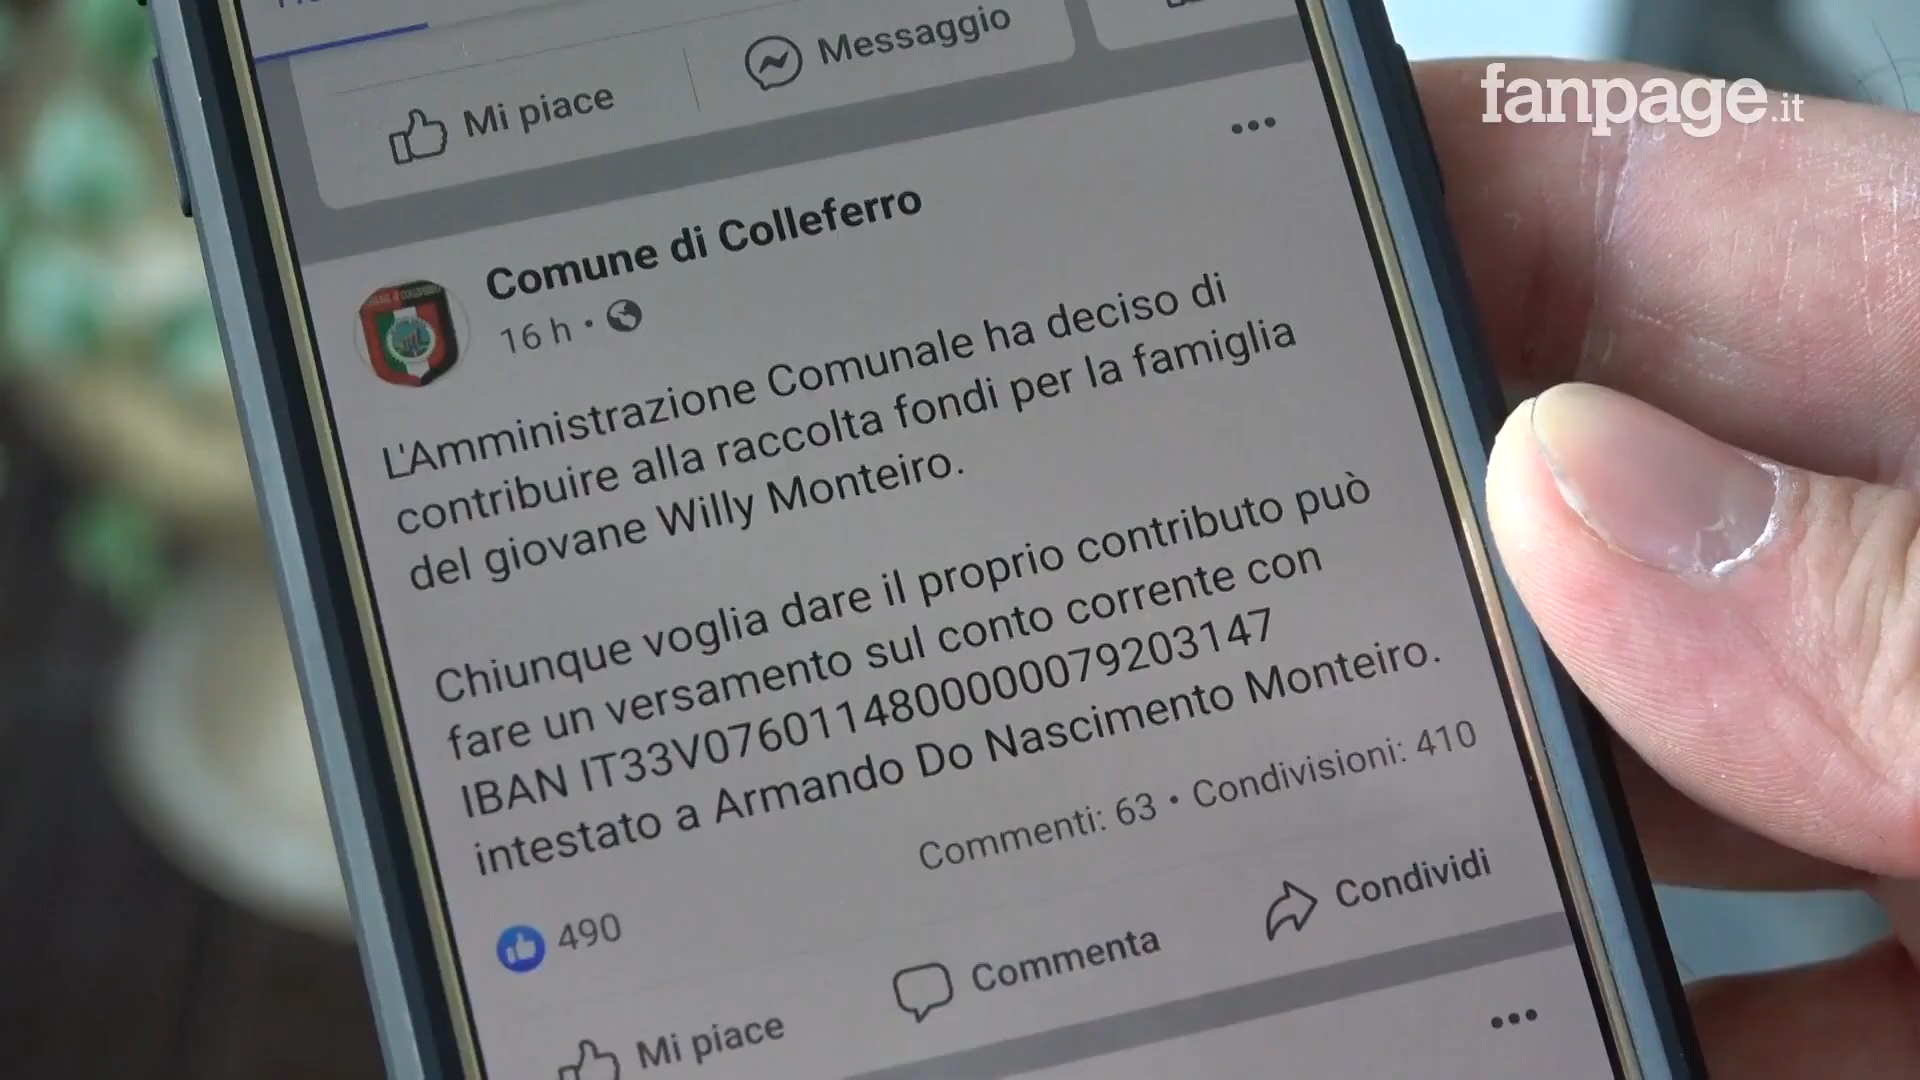 Mi piace
Messaggio
fanpage.it
Comune di Colleferro
16 h
L'Amministrazione Comunale ha deciso di
contribuire alla raccolta fondi per la famiglia
del giovane Willy Monteiro.
Chiunque voglia dare il proprio contributo può
fare un versamento sul conto corrente con
IBAN IT33V0760114800000079203147
intestato a Armando Do Nascimento Monteiro.
Commenti: 63 • Condivisioni: 410
490
Mi piace
Commenta
Condividi